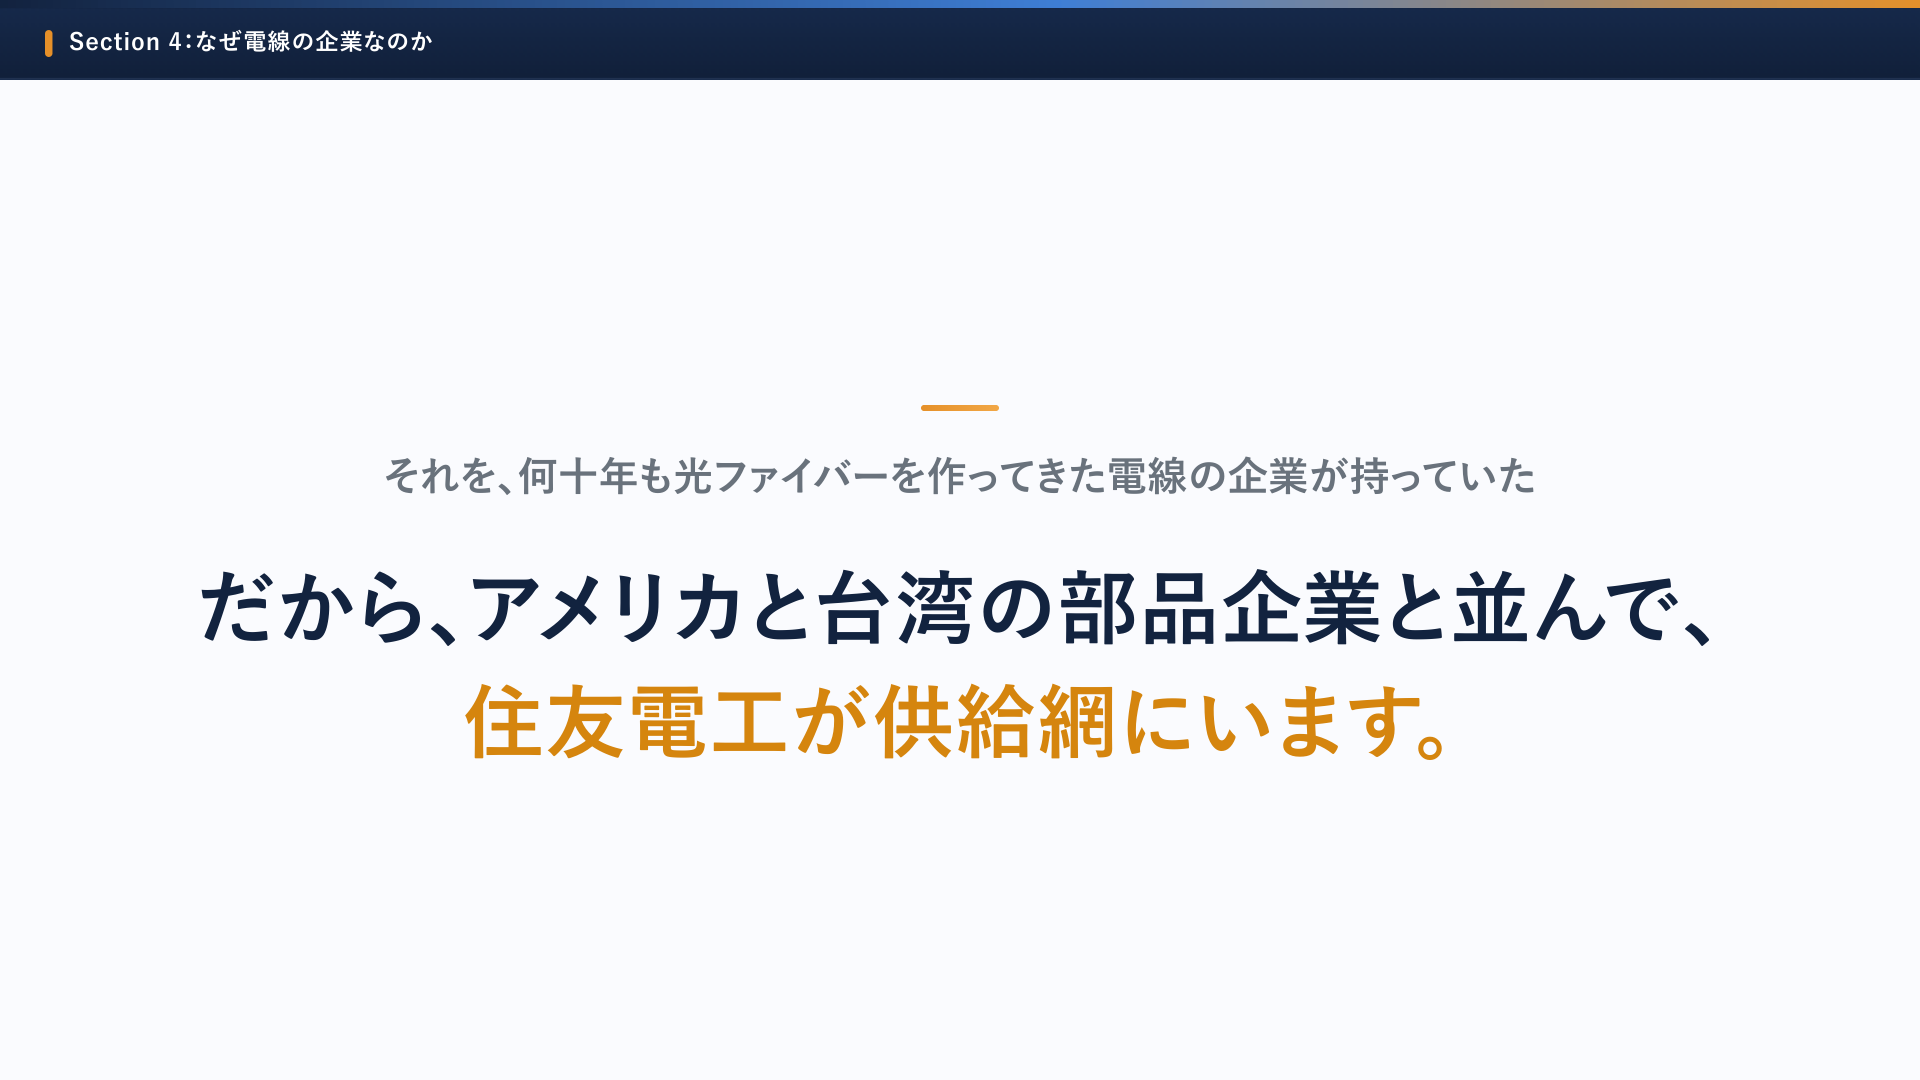 Section 4：なぜ電線の企業なのか
それを、何十年も光ファイバーを作ってきた電線の企業が持っていた
だから、アメリカと台湾の部品企業と並んで、
住友電工が供給網にいます。